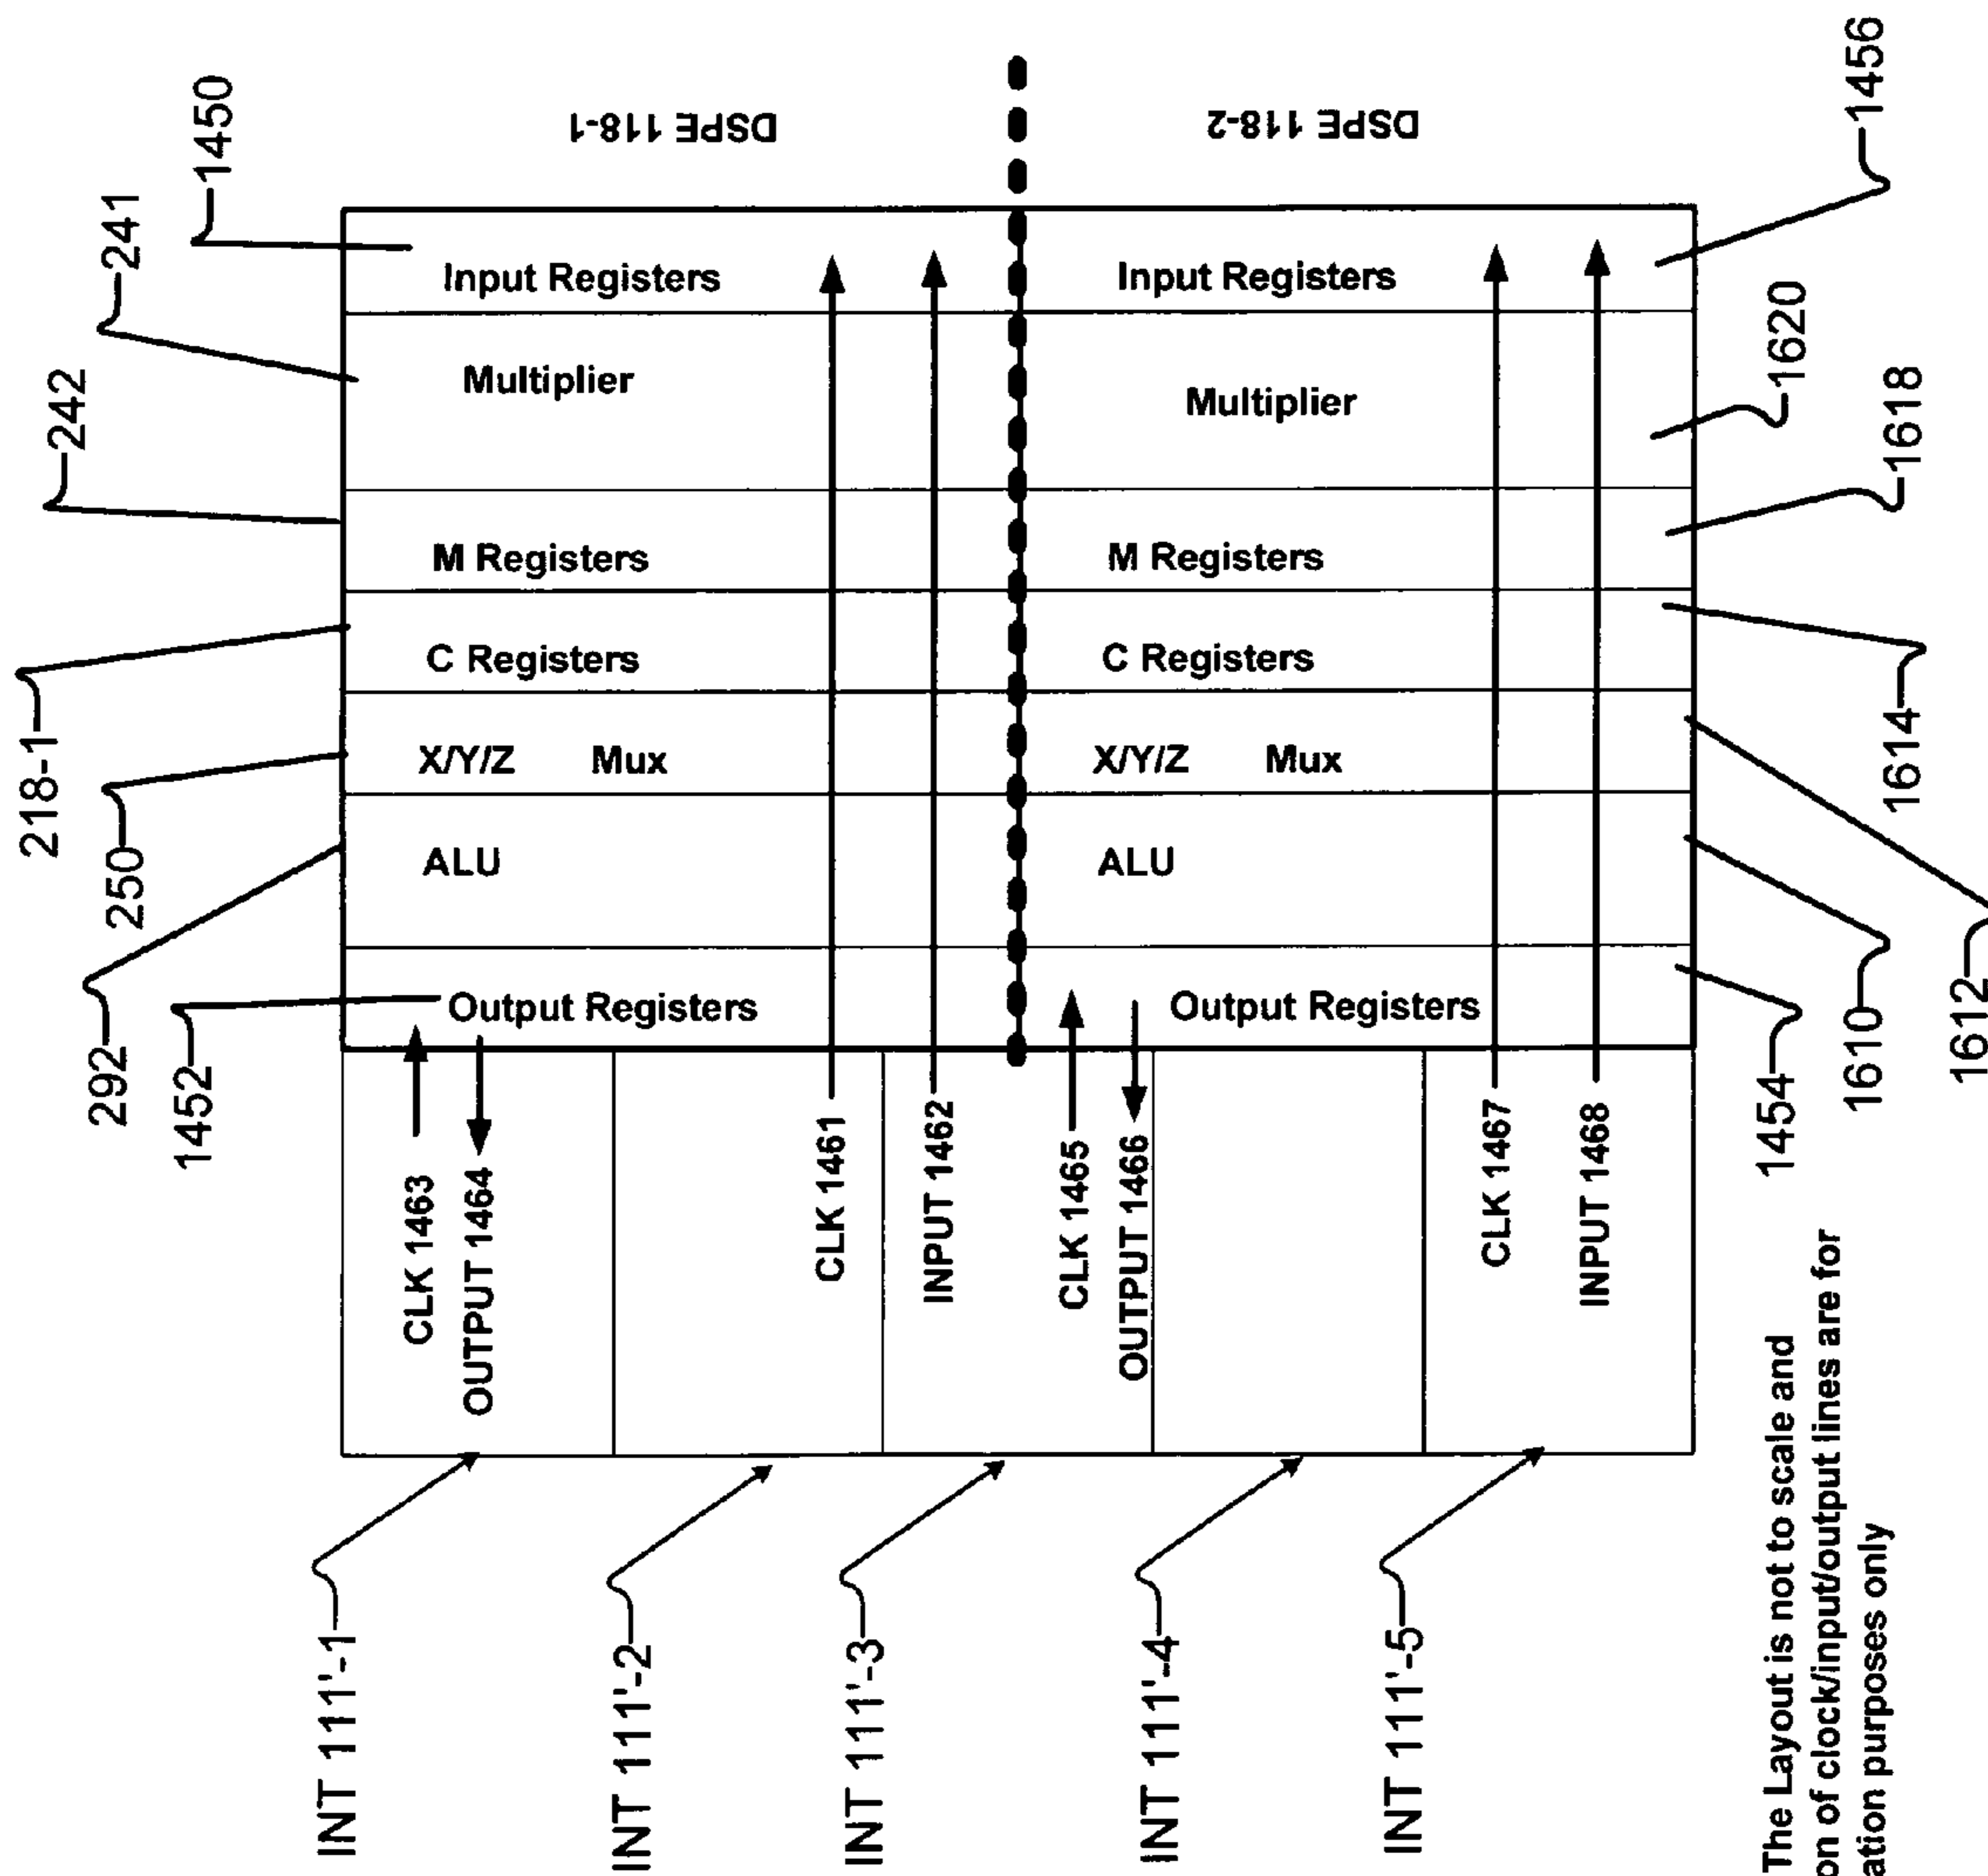 218-1
242
241
1450
250
292
1452
DSPE 118-1
DSPE 118-2
Input Registers
Multiplier
M Registers
C Registers
X/Y/Z Mux
ALU
Output Registers
Input Registers
Multiplier
M Registers
C Registers
X/Y/Z Mux
ALU
Output Registers
CLK 1463
OUTPUT 1464
CLK 1461
INPUT 1462
CLK 1465
OUTPUT 1466
CLK 1467
INPUT 1468
INT 111'-1
INT 111'-2
INT 111'-3
INT 111'-4
INT 111'-5
1454
1610
1612
1614
1618
1620
1456
The Layout is not to scale and
of clock/input/output lines are for
purposes only